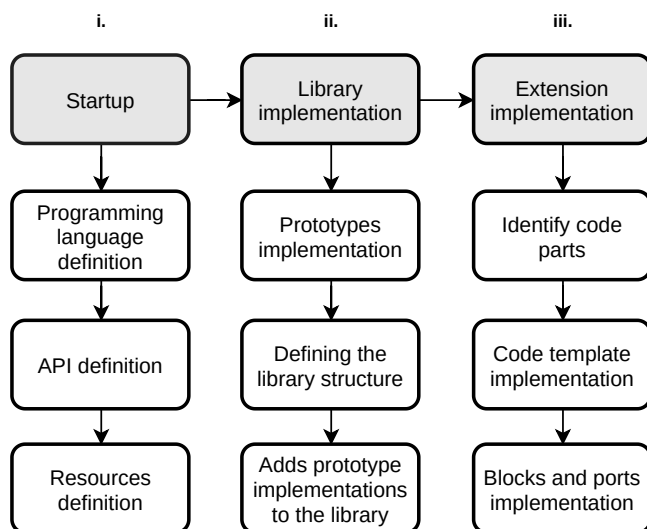 i.
ii.
iii.
Startup
Library
implementation
Extension
implementation
Programming
language
definition
Prototypes
implementation
Identify code
parts
API definition
Defining the
library structure
Code template
implementation
Resources
definition
Adds prototype
implementations
to the library
Blocks and ports
implementation